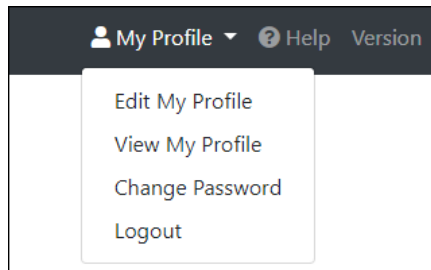 My Profile Help Version
Edit My Profile
View My Profile
Change Password
Logout